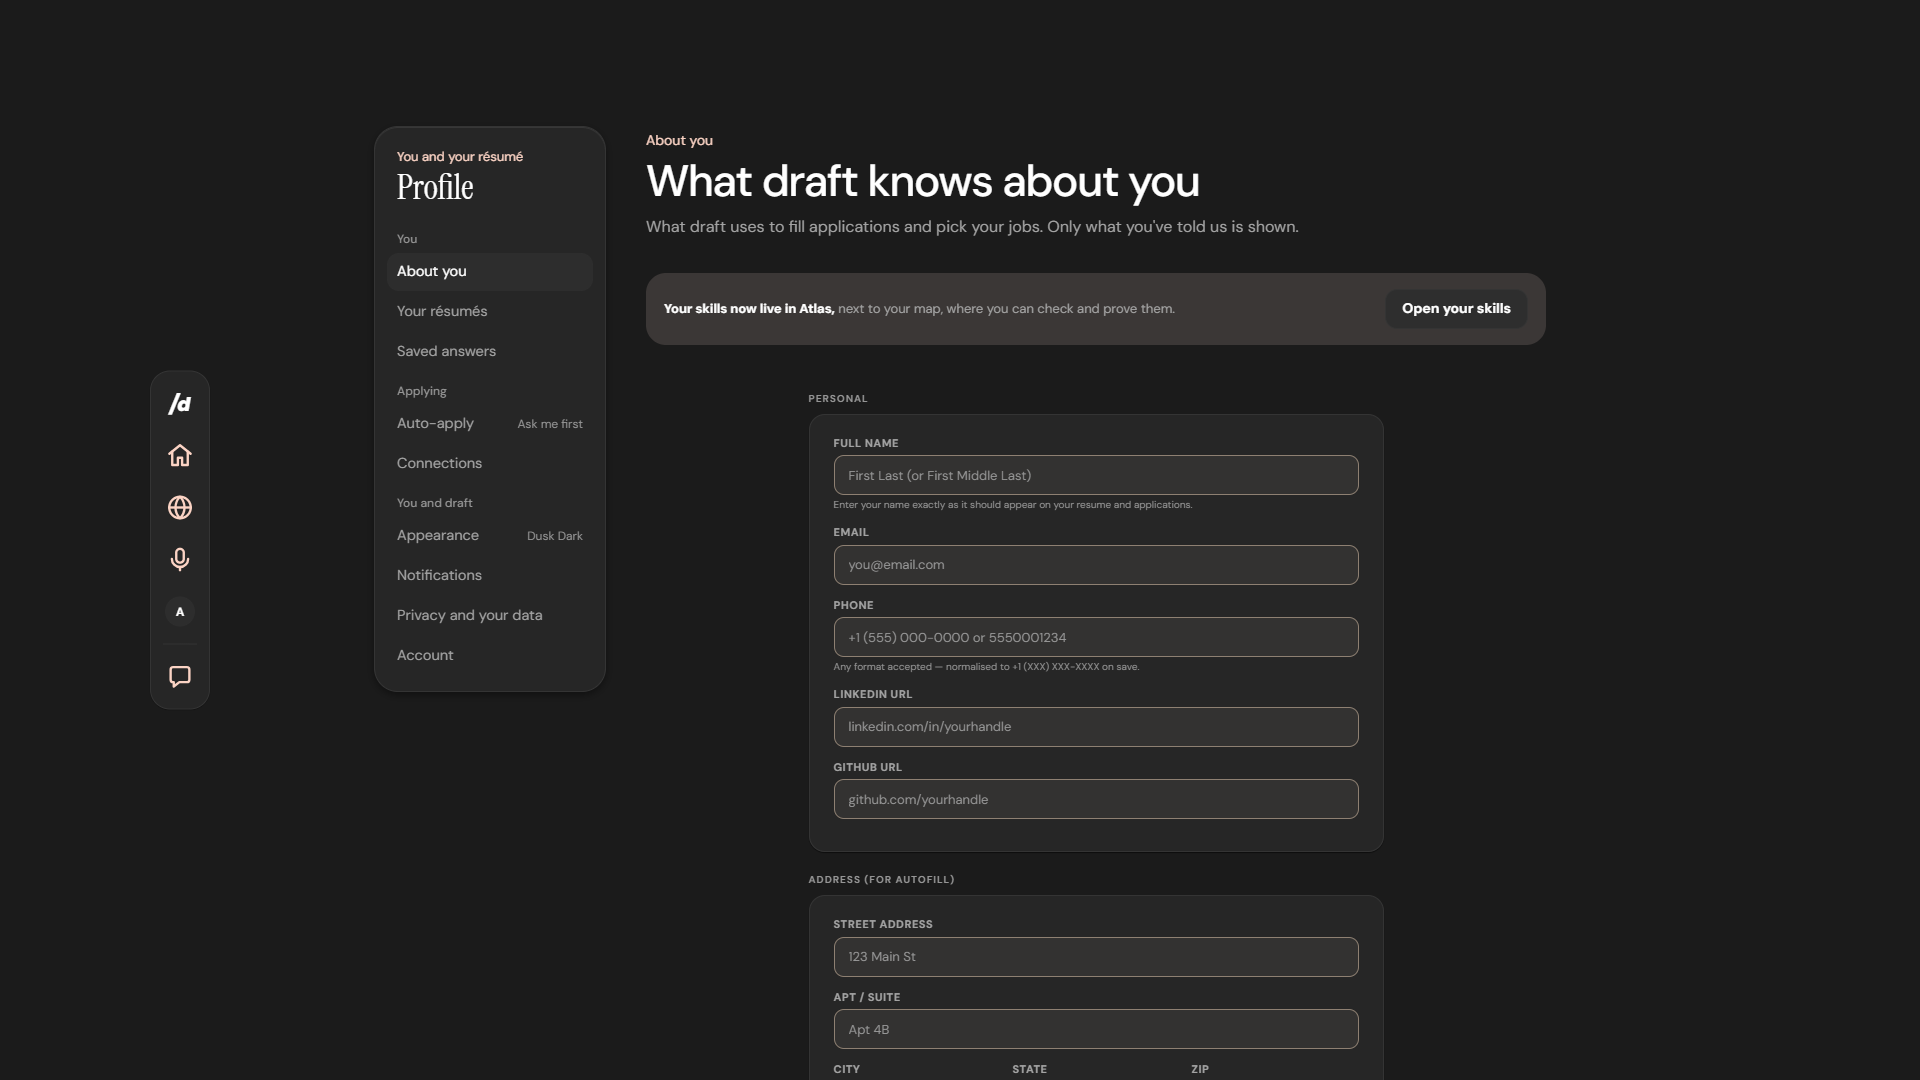 /d
A
You and your résumé
Profile
You
About you
Your résumés
Saved answers
Applying
Auto-apply Ask me first
Connections
You and draft
Appearance Dusk Dark
Notifications
Privacy and your data
Account
About you
What draft knows about you
What draft uses to fill applications and pick your jobs. Only what you've told us is shown.
Your skills now live in Atlas, next to your map, where you can check and prove them.
Open your skills
PERSONAL
FULL NAME
First Last (or First Middle Last)
Enter your name exactly as it should appear on your resume and applications.
EMAIL
you@email.com
PHONE
+1 (555) 000-0000 or 5550001234
Any format accepted — normalised to +1 (XXX) XXX-XXXX on save.
LINKEDIN URL
linkedin.com/in/yourhandle
GITHUB URL
github.com/yourhandle
ADDRESS (FOR AUTOFILL)
STREET ADDRESS
123 Main St
APT / SUITE
Apt 4B
CITY STATE ZIP